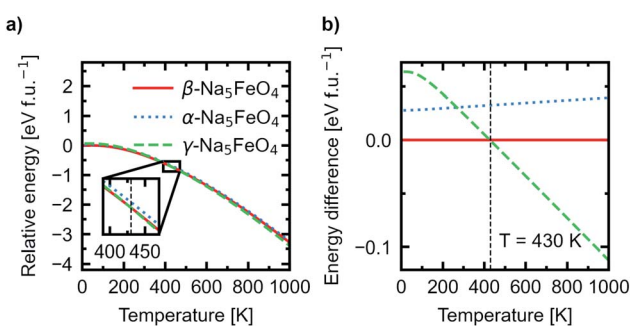 a)
b)
Relative energy [eV f.u.⁻¹]
2
1
0
−1
−2
−3
−4
β-Na₅FeO₄
α-Na₅FeO₄
γ-Na₅FeO₄
400 450
0 200 400 600 800 1000
Temperature [K]
Energy difference [eV f.u.⁻¹]
0.0
−0.1
T = 430 K
0 200 400 600 800 1000
Temperature [K]